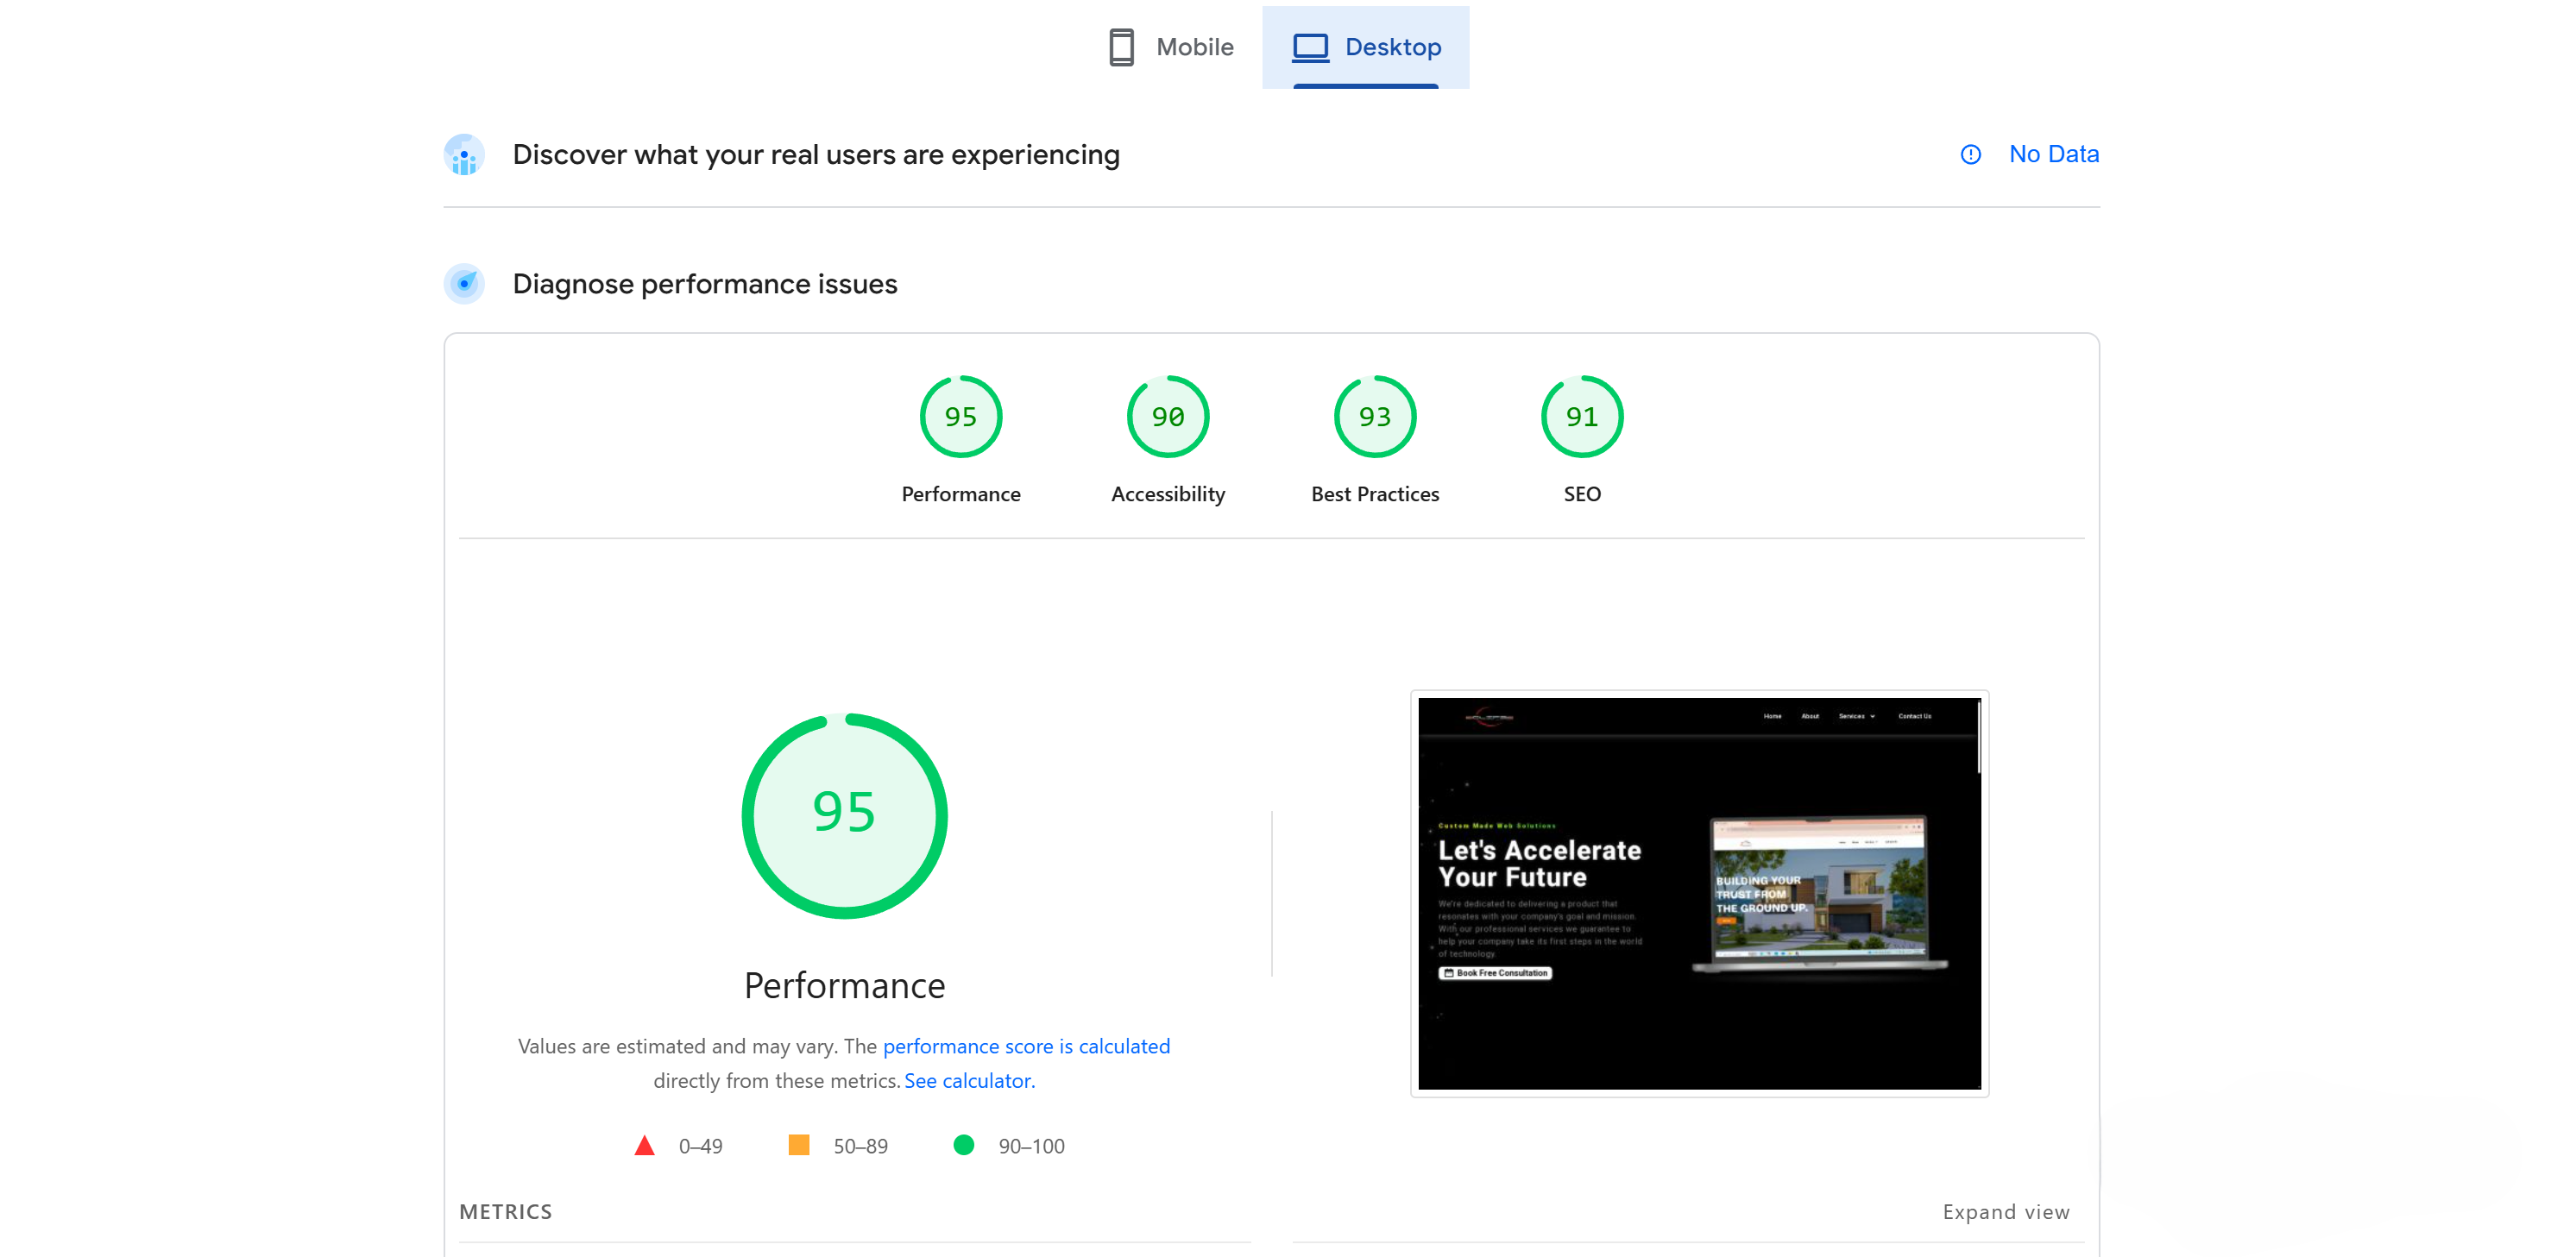 Mobile
Desktop
Discover what your real users are experiencing
No Data
Diagnose performance issues
95
90
93
91
Performance
Accessibility
Best Practices
SEO
95
Performance
Values are estimated and may vary. The performance score is calculated
directly from these metrics. See calculator.
0–49
50–89
90–100
Home
About
Services
Contact Us
Custom Made Web Solutions
Let's Accelerate
Your Future
We're dedicated to delivering a product that
resonates with your company's goal and mission.
With our professional services we guarantee to
help your company take its first steps in the world
of technology.
Book Free Consultation
BUILDING YOUR
TRUST FROM
THE GROUND UP.
METRICS
Expand view